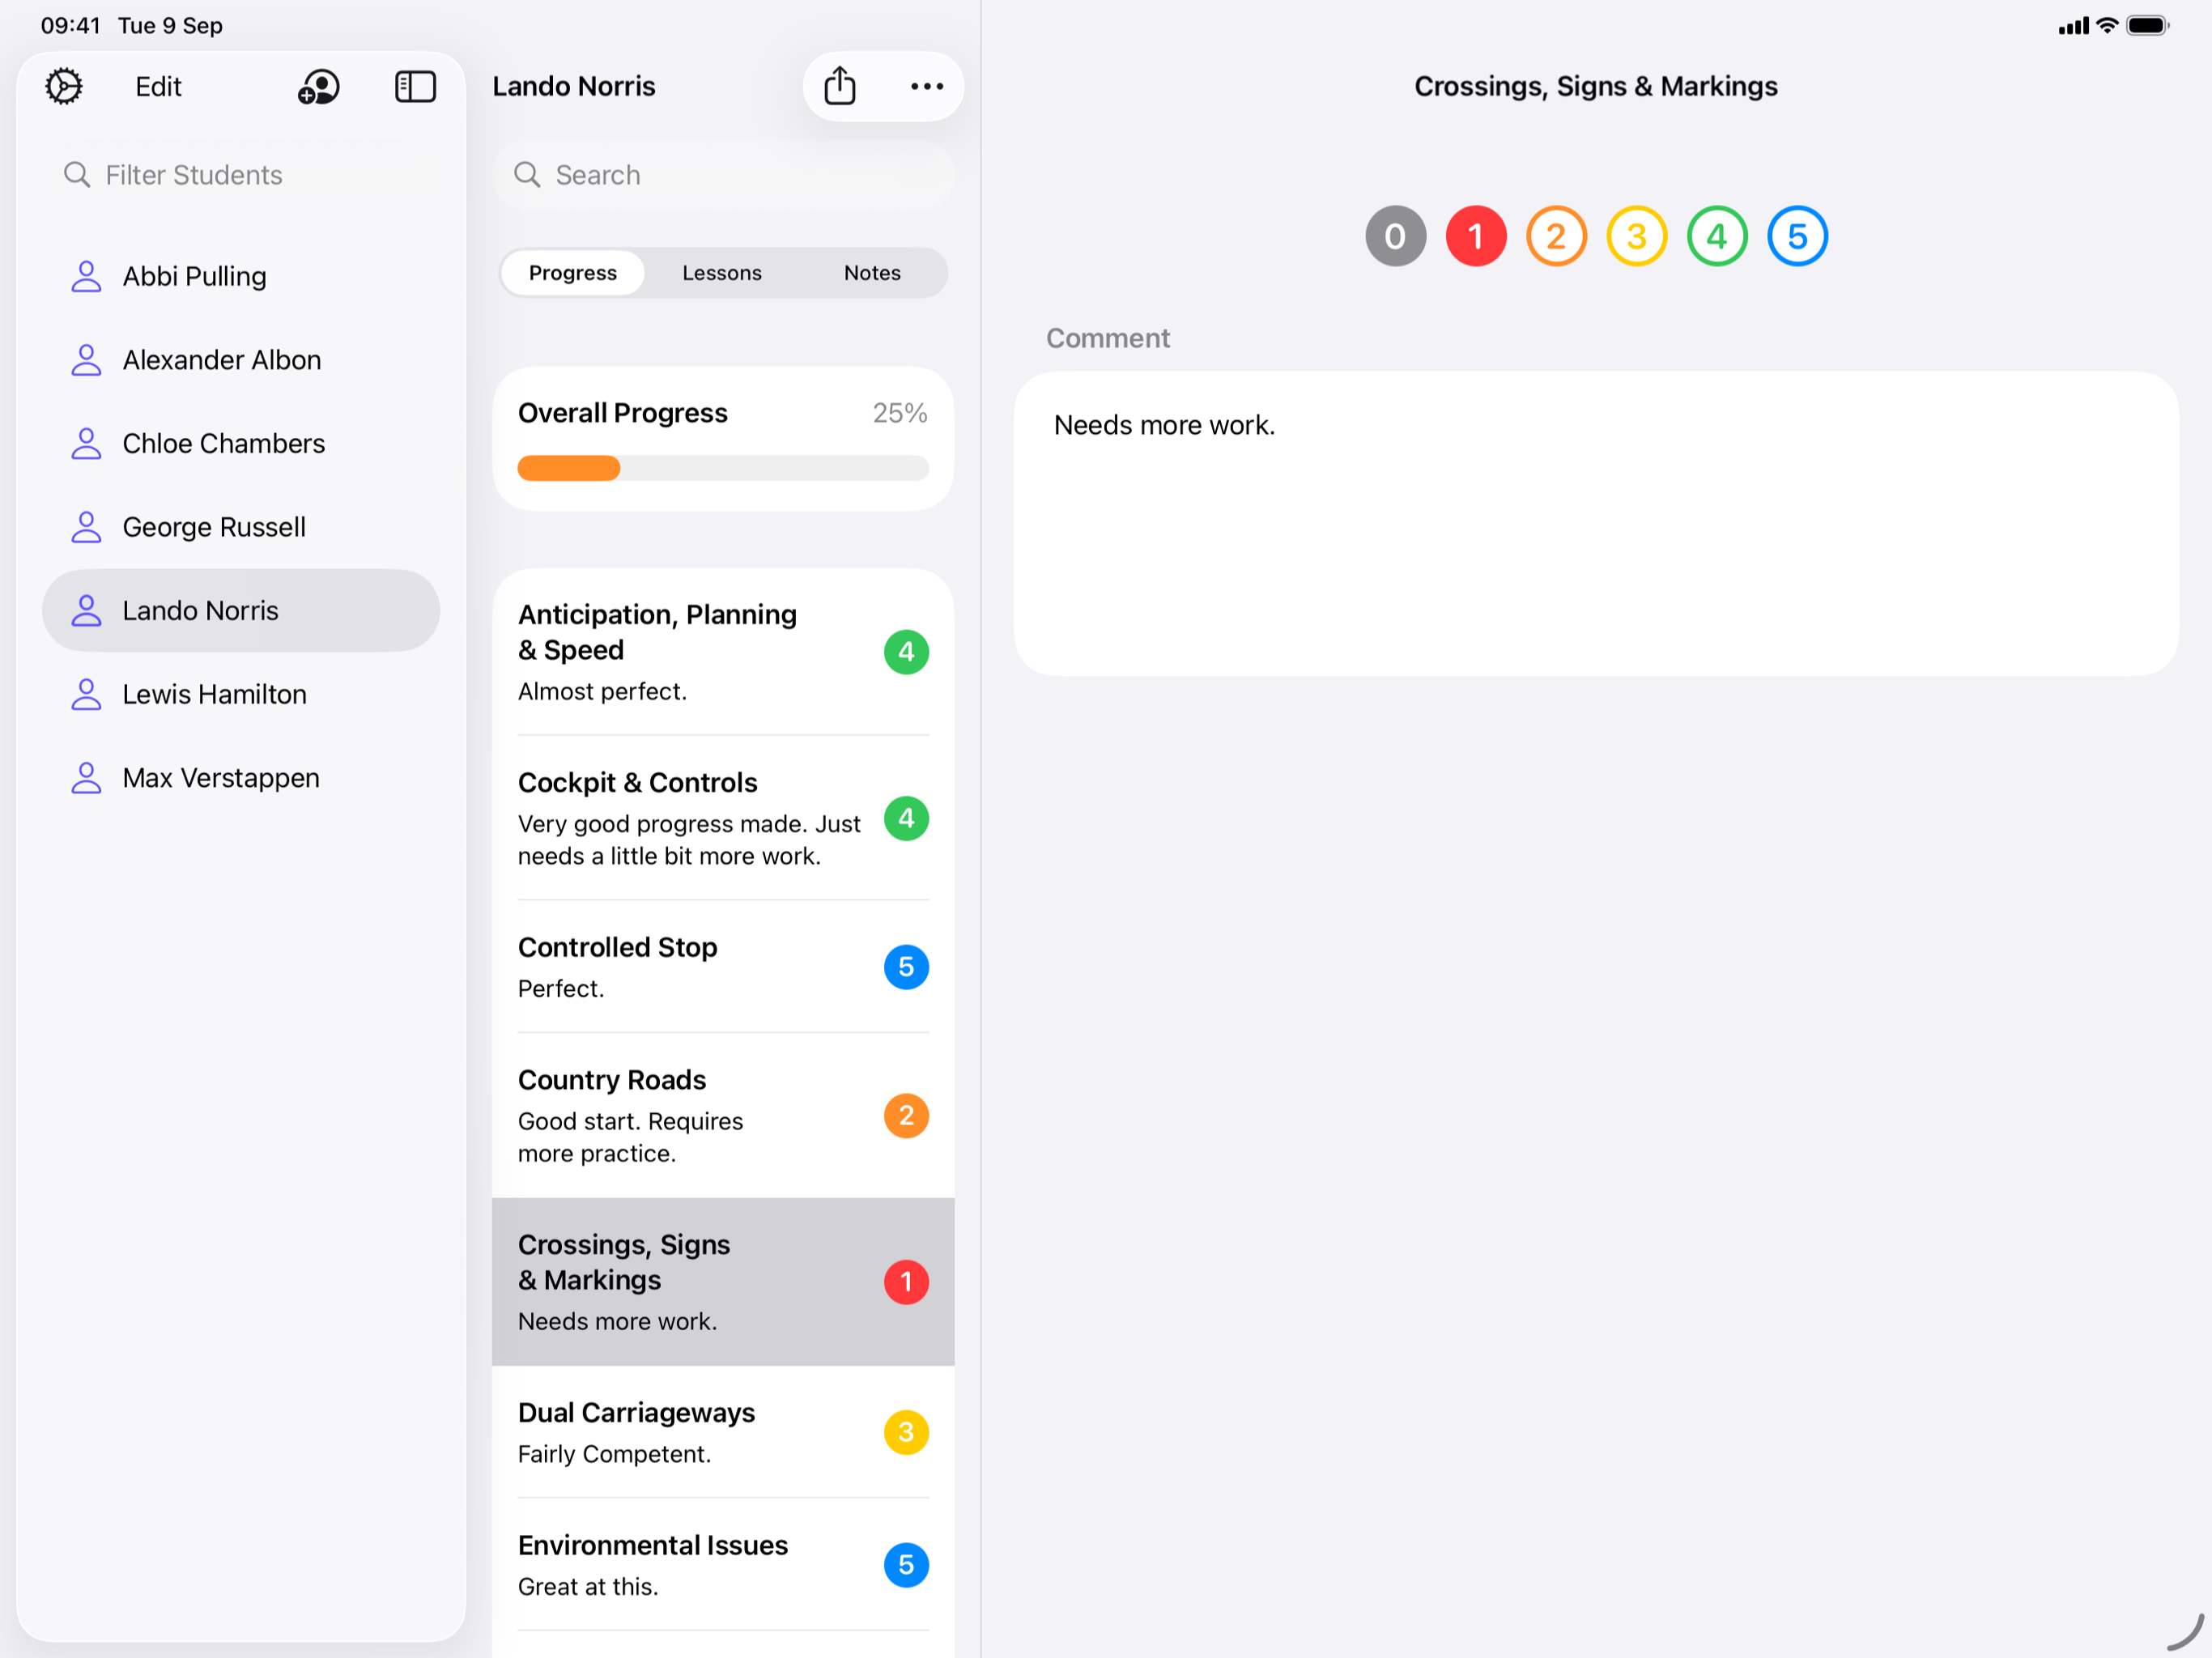 09:41 Tue 9 Sep
Edit
Filter Students
Abbi Pulling
Alexander Albon
Chloe Chambers
George Russell
Lando Norris
Lewis Hamilton
Max Verstappen
Lando Norris
Search
Progress Lessons Notes
Overall Progress 25%
Anticipation, Planning
& Speed
Almost perfect.
4
Cockpit & Controls
Very good progress made. Just
needs a little bit more work.
4
Controlled Stop
Perfect.
5
Country Roads
Good start. Requires
more practice.
2
Crossings, Signs
& Markings
Needs more work.
1
Dual Carriageways
Fairly Competent.
3
Environmental Issues
Great at this.
5
Crossings, Signs & Markings
0 1 2 3 4 5
Comment
Needs more work.